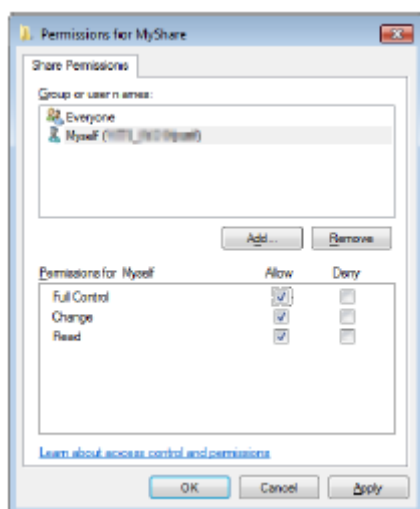 Permissions for MyShare
Share Permissions
Group or user names:
Everyone
Myself (
Add... Remove
Permissions for Myself Allow Deny
Full Control
Change
Read
Learn about access control and permissions
OK Cancel Apply